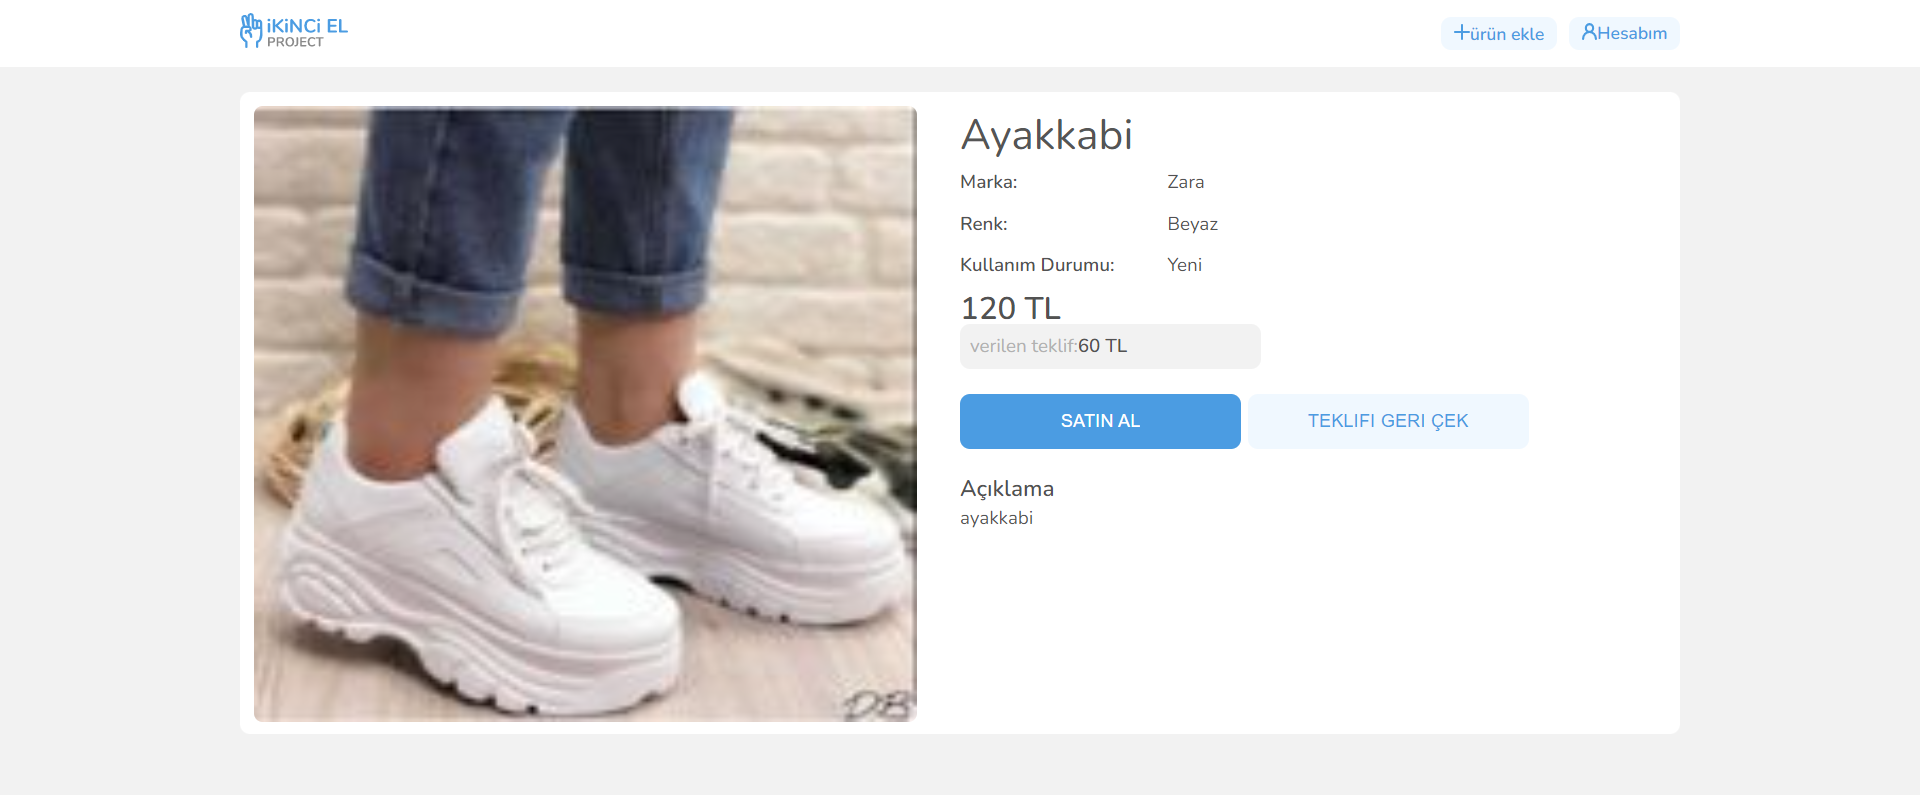 iKiNCi EL
PROJECT
ürün ekle
Hesabım
Ayakkabi
Marka: Zara
Renk: Beyaz
Kullanım Durumu: Yeni
120 TL
verilen teklif:60 TL
SATIN AL
TEKLIFI GERI ÇEK
Açıklama
ayakkabi
DB